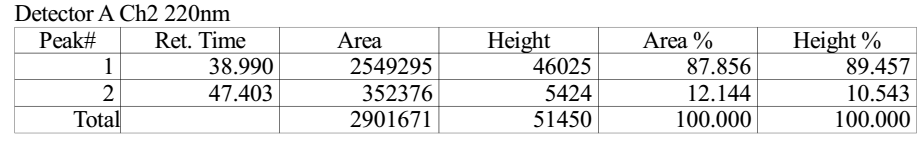 Detector A Ch2 220nm
Peak# Ret. Time Area Height Area % Height %
1 38.990 2549295 46025 87.856 89.457
2 47.403 352376 5424 12.144 10.543
Total 2901671 51450 100.000 100.000